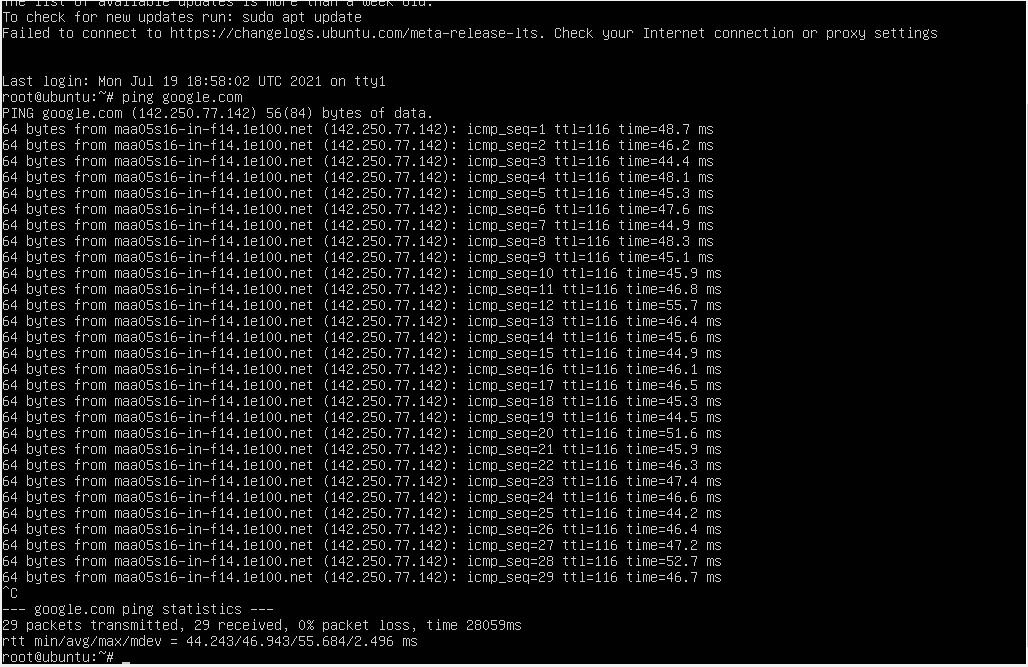 The list of available updates is more than a week old.
To check for new updates run: sudo apt update
Failed to connect to https://changelogs.ubuntu.com/meta-release-lts. Check your Internet connection or proxy settings
Last login: Mon Jul 19 18:58:02 UTC 2021 on tty1
root@ubuntu:~# ping google.com
PING google.com (142.250.77.142) 56(84) bytes of data.
64 bytes from maa05s16-in-f14.1e100.net (142.250.77.142): icmp_seq=1 ttl=116 time=48.7 ms
64 bytes from maa05s16-in-f14.1e100.net (142.250.77.142): icmp_seq=2 ttl=116 time=46.2 ms
64 bytes from maa05s16-in-f14.1e100.net (142.250.77.142): icmp_seq=3 ttl=116 time=44.4 ms
64 bytes from maa05s16-in-f14.1e100.net (142.250.77.142): icmp_seq=4 ttl=116 time=48.1 ms
64 bytes from maa05s16-in-f14.1e100.net (142.250.77.142): icmp_seq=5 ttl=116 time=45.3 ms
64 bytes from maa05s16-in-f14.1e100.net (142.250.77.142): icmp_seq=6 ttl=116 time=47.6 ms
64 bytes from maa05s16-in-f14.1e100.net (142.250.77.142): icmp_seq=7 ttl=116 time=44.9 ms
64 bytes from maa05s16-in-f14.1e100.net (142.250.77.142): icmp_seq=8 ttl=116 time=48.3 ms
64 bytes from maa05s16-in-f14.1e100.net (142.250.77.142): icmp_seq=9 ttl=116 time=45.1 ms
64 bytes from maa05s16-in-f14.1e100.net (142.250.77.142): icmp_seq=10 ttl=116 time=45.9 ms
64 bytes from maa05s16-in-f14.1e100.net (142.250.77.142): icmp_seq=11 ttl=116 time=46.8 ms
64 bytes from maa05s16-in-f14.1e100.net (142.250.77.142): icmp_seq=12 ttl=116 time=55.7 ms
64 bytes from maa05s16-in-f14.1e100.net (142.250.77.142): icmp_seq=13 ttl=116 time=46.4 ms
64 bytes from maa05s16-in-f14.1e100.net (142.250.77.142): icmp_seq=14 ttl=116 time=45.6 ms
64 bytes from maa05s16-in-f14.1e100.net (142.250.77.142): icmp_seq=15 ttl=116 time=44.9 ms
64 bytes from maa05s16-in-f14.1e100.net (142.250.77.142): icmp_seq=16 ttl=116 time=46.1 ms
64 bytes from maa05s16-in-f14.1e100.net (142.250.77.142): icmp_seq=17 ttl=116 time=46.5 ms
64 bytes from maa05s16-in-f14.1e100.net (142.250.77.142): icmp_seq=18 ttl=116 time=45.3 ms
64 bytes from maa05s16-in-f14.1e100.net (142.250.77.142): icmp_seq=19 ttl=116 time=44.5 ms
64 bytes from maa05s16-in-f14.1e100.net (142.250.77.142): icmp_seq=20 ttl=116 time=51.6 ms
64 bytes from maa05s16-in-f14.1e100.net (142.250.77.142): icmp_seq=21 ttl=116 time=45.9 ms
64 bytes from maa05s16-in-f14.1e100.net (142.250.77.142): icmp_seq=22 ttl=116 time=46.3 ms
64 bytes from maa05s16-in-f14.1e100.net (142.250.77.142): icmp_seq=23 ttl=116 time=47.4 ms
64 bytes from maa05s16-in-f14.1e100.net (142.250.77.142): icmp_seq=24 ttl=116 time=46.6 ms
64 bytes from maa05s16-in-f14.1e100.net (142.250.77.142): icmp_seq=25 ttl=116 time=44.2 ms
64 bytes from maa05s16-in-f14.1e100.net (142.250.77.142): icmp_seq=26 ttl=116 time=46.4 ms
64 bytes from maa05s16-in-f14.1e100.net (142.250.77.142): icmp_seq=27 ttl=116 time=47.2 ms
64 bytes from maa05s16-in-f14.1e100.net (142.250.77.142): icmp_seq=28 ttl=116 time=52.7 ms
64 bytes from maa05s16-in-f14.1e100.net (142.250.77.142): icmp_seq=29 ttl=116 time=46.7 ms
^C
--- google.com ping statistics ---
29 packets transmitted, 29 received, 0% packet loss, time 28059ms
rtt min/avg/max/mdev = 44.243/46.943/55.684/2.496 ms
root@ubuntu:~# _